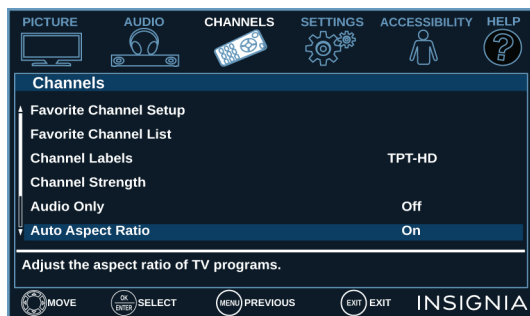 PICTURE AUDIO CHANNELS SETTINGS ACCESSIBILITY HELP
?
Channels
Favorite Channel Setup
Favorite Channel List
Channel Labels TPT-HD
Channel Strength
Audio Only Off
Auto Aspect Ratio On
Adjust the aspect ratio of TV programs.
MOVE OK ENTER SELECT MENU PREVIOUS EXIT EXIT INSIGNIA